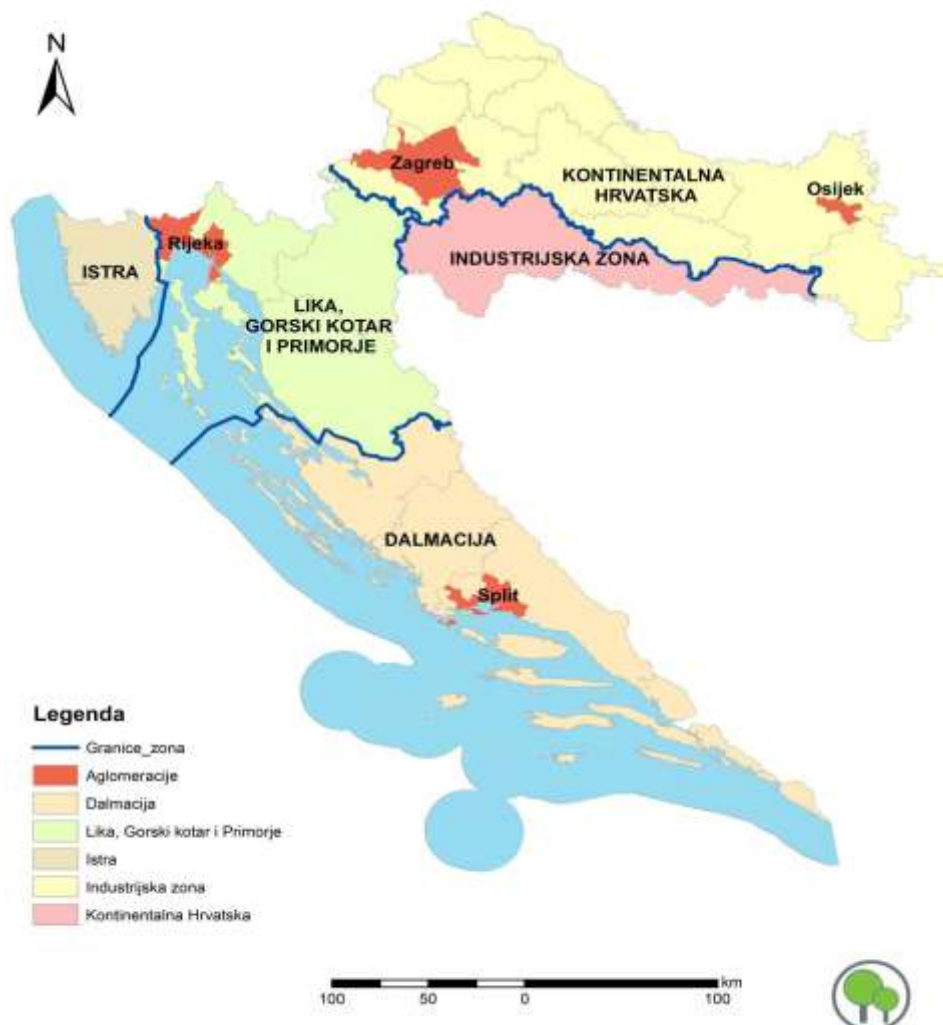 N
Zagreb
KONTINENTALNA
HRVATSKA
Osijek
Rijeka
ISTRA
INDUSTRIJSKA ZONA
LIKA,
GORSKI KOTAR
I PRIMORJE
DALMACIJA
Split
Legenda
Granice_zona
Aglomeracije
Dalmacija
Lika, Gorski kotar i Primorje
Istra
Industrijska zona
Kontinentalna Hrvatska
km
100 50 0 100